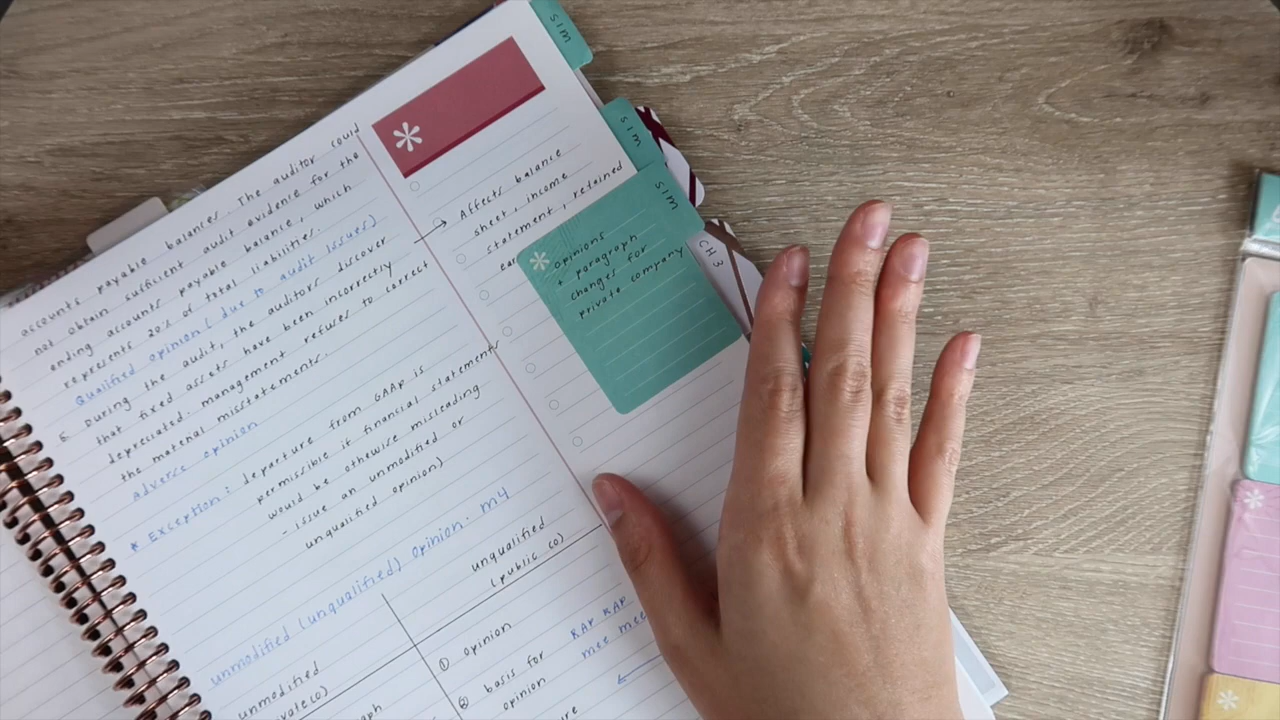 accounts payable balances. The auditor could
not obtain sufficient audit evidence for the
ending accounts payable balance, which
represents 20% of total liabilities.
Qualified opinion (due to audit issues)
6. During the audit, the auditors discover
that fixed assets have been incorrectly
depreciated. management refuses to correct
the material misstatements.
Adverse opinion
* Exception: departure from GAAP is
permissible if financial statements
would be otherwise misleading
- issue an unmodified or
unqualified opinion)
unmodified (unqualified) opinion. m4
unmodified
unqualified
(public co)
① opinion
② basis for
opinion
RAP RAP
→ Affects balance
sheet, income
statement, retained
ear
SIM
SIM
SIM
* opinions
+ paragraph
changes for
private company
CH 3